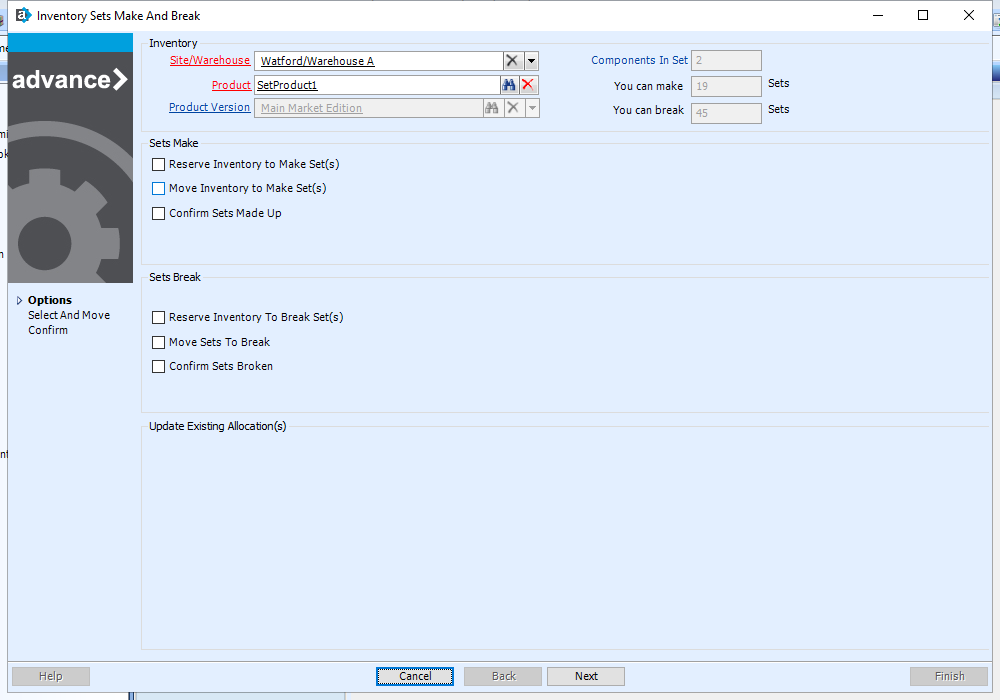 Inventory Sets Make And Break
advance
Options
Select And Move
Confirm
Inventory
Site/Warehouse Watford/Warehouse A Components In Set 2
Product SetProduct1 You can make 19 Sets
Product Version Main Market Edition You can break 45 Sets
Sets Make
Reserve Inventory to Make Set(s)
Move Inventory to Make Set(s)
Confirm Sets Made Up
Sets Break
Reserve Inventory To Break Set(s)
Move Sets To Break
Confirm Sets Broken
Update Existing Allocation(s)
Help Cancel Back Next Finish